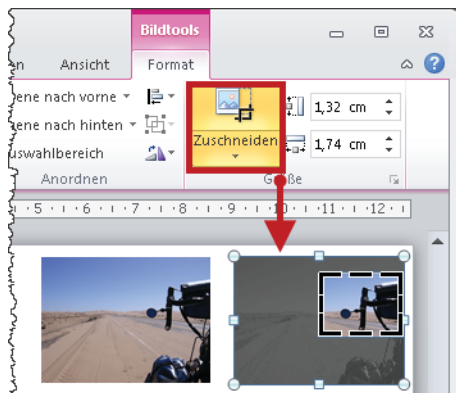 Bildtools
Ansicht
Format
ene nach vorne
ene nach hinten
uswahlbereich
Anordnen
Zuschneiden
1,32 cm
1,74 cm
Größe
5 6 7 8 9 10 11 12